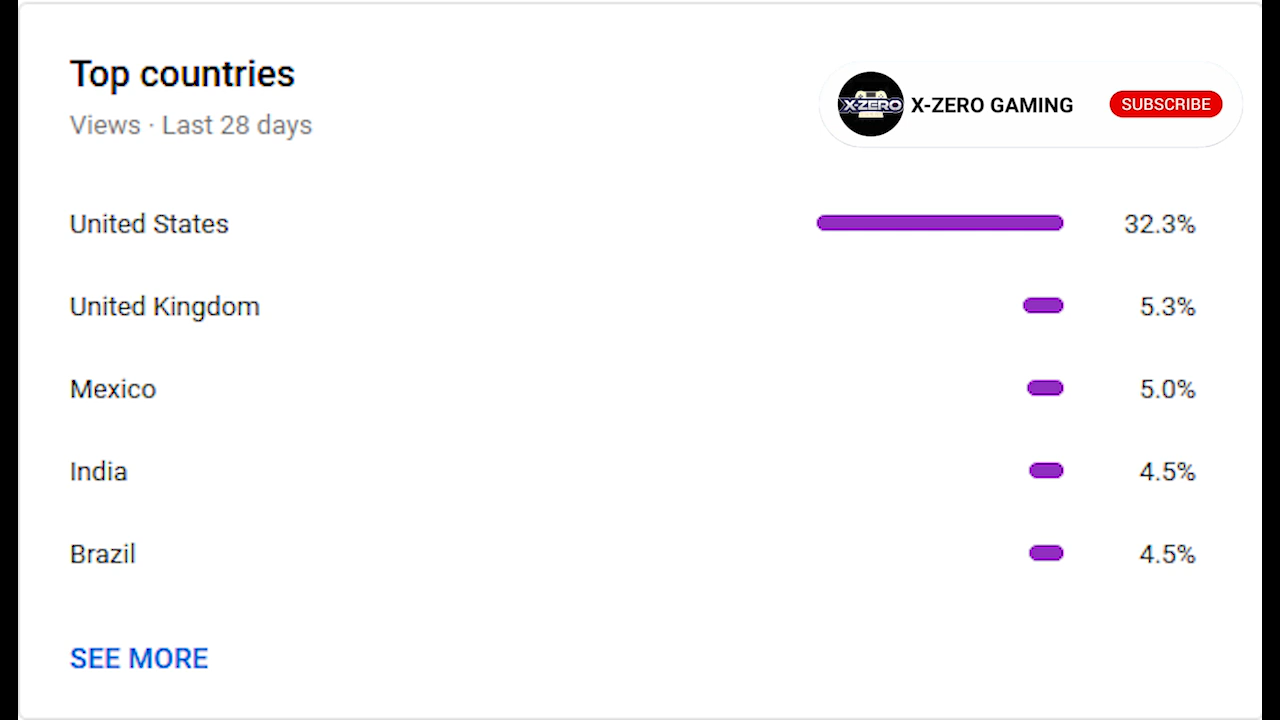 Top countries
Views · Last 28 days
X-ZERO
X-ZERO GAMING
SUBSCRIBE
United States 32.3%
United Kingdom 5.3%
Mexico 5.0%
India 4.5%
Brazil 4.5%
SEE MORE